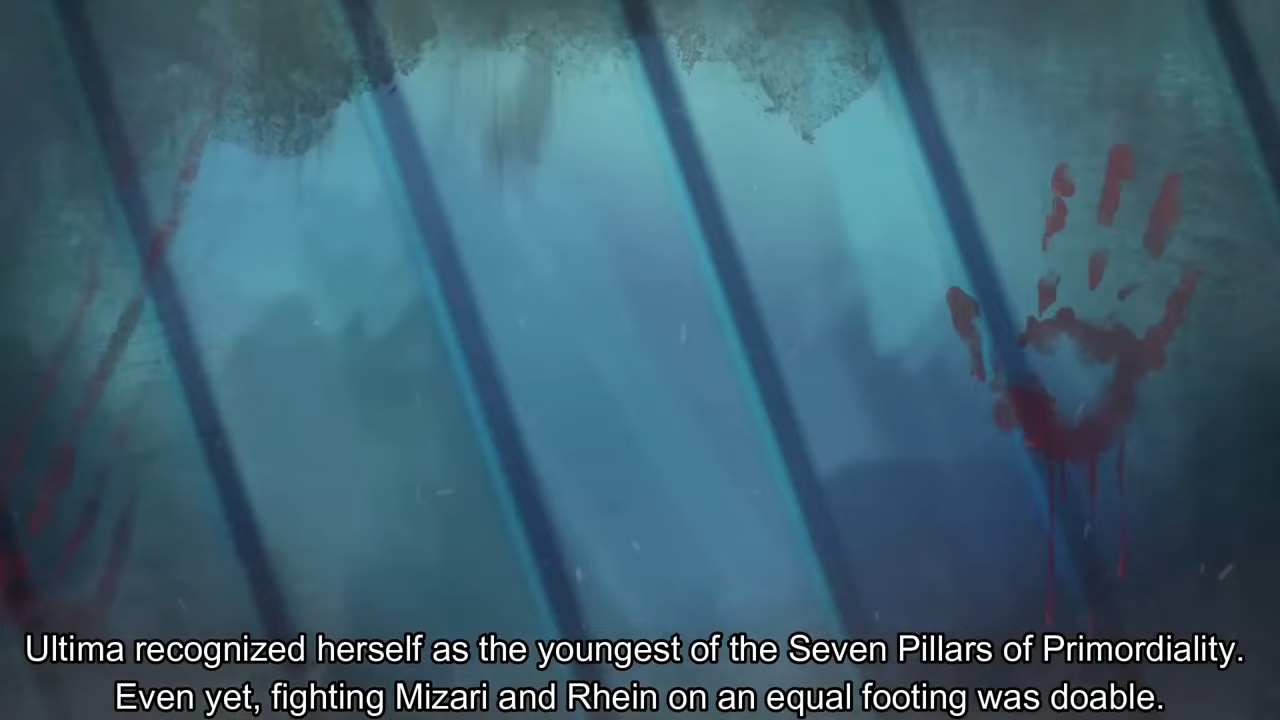 Ultima recognized herself as the youngest of the Seven Pillars of Primordiality.
Even yet, fighting Mizari and Rhein on an equal footing was doable.